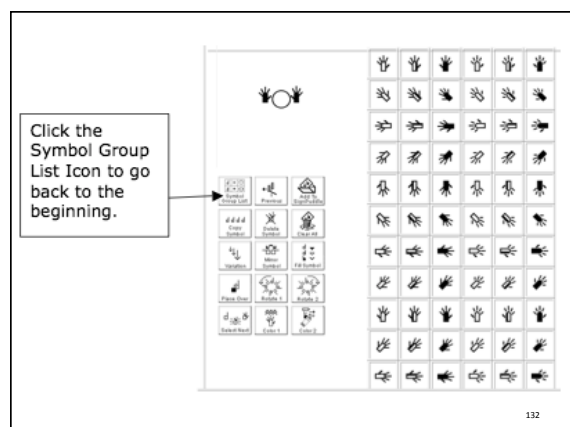 Click the
Symbol Group
List Icon to go
back to the
beginning.
Symbol
Group List
Previous
Add To
SignPuddle
Copy
Symbol
Delete
Symbol
Clear All
Variation
Mirror
Symbol
Fill Symbol
Place Over
Rotate 1
Rotate 2
Select Next
Color 1
Color 2
132